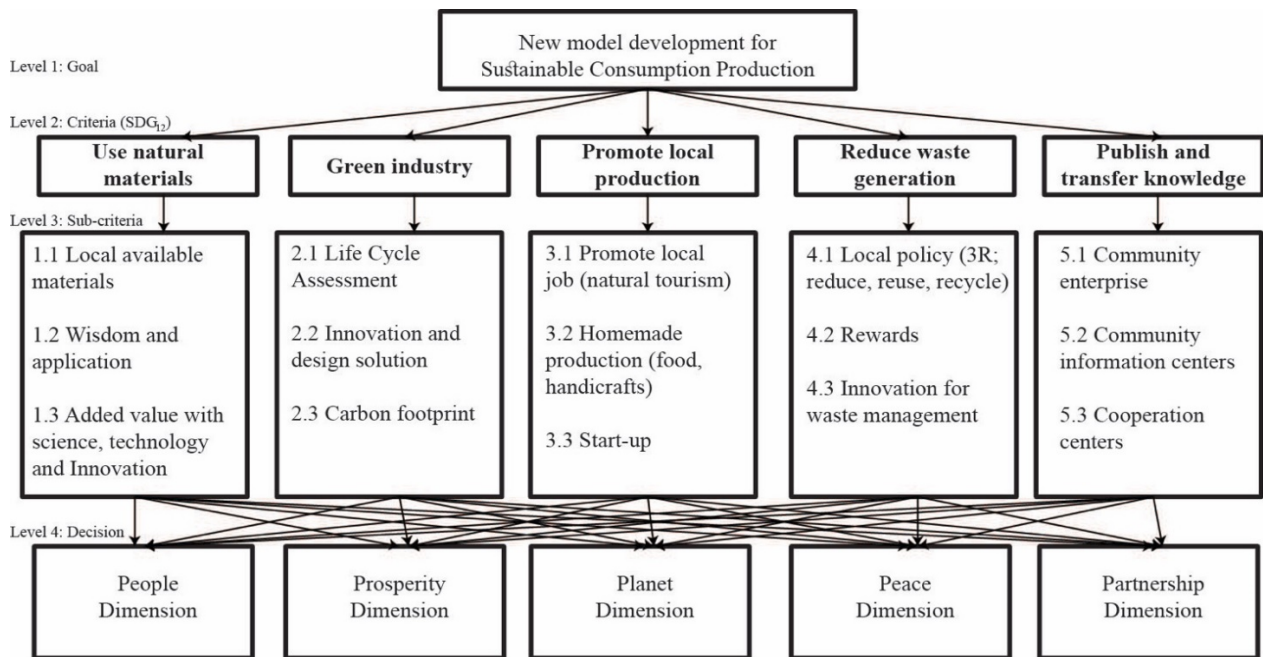 New model development for
Sustainable Consumption Production
Level 1: Goal
Level 2: Criteria (SDG12)
Use natural
materials
Green industry
Promote local
production
Reduce waste
generation
Publish and
transfer knowledge
Level 3: Sub-criteria
1.1 Local available
materials
1.2 Wisdom and
application
1.3 Added value with
science, technology
and Innovation
2.1 Life Cycle
Assessment
2.2 Innovation and
design solution
2.3 Carbon footprint
3.1 Promote local
job (natural tourism)
3.2 Homemade
production (food,
handicrafts)
3.3 Start-up
4.1 Local policy (3R;
reduce, reuse, recycle)
4.2 Rewards
4.3 Innovation for
waste management
5.1 Community
enterprise
5.2 Community
information centers
5.3 Cooperation
centers
Level 4: Decision
People
Dimension
Prosperity
Dimension
Planet
Dimension
Peace
Dimension
Partnership
Dimension